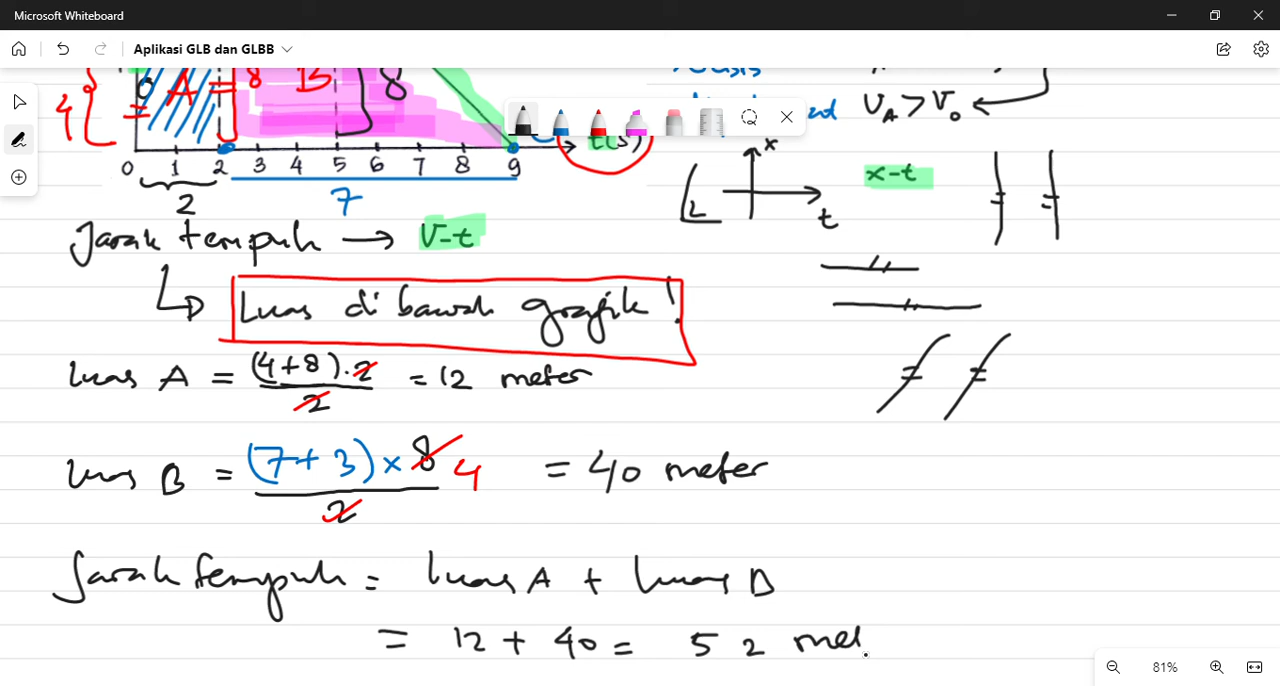 Microsoft Whiteboard
Aplikasi GLB dan GLBB
4 { = A = 8 B 8
V_A > V_o
t(s)
0 1 2 3 4 5 6 7 8 9
2 7
x
x-t
t
Jarak tempuh → V-t
Luas di bawah grafik!
Luas A = (4+8).2 / 2 = 12 meter
Luas B = (7+3) × 8 4 / 2 = 40 meter
Jarak tempuh = Luas A + Luas B
= 12 + 40 = 52 met
81%